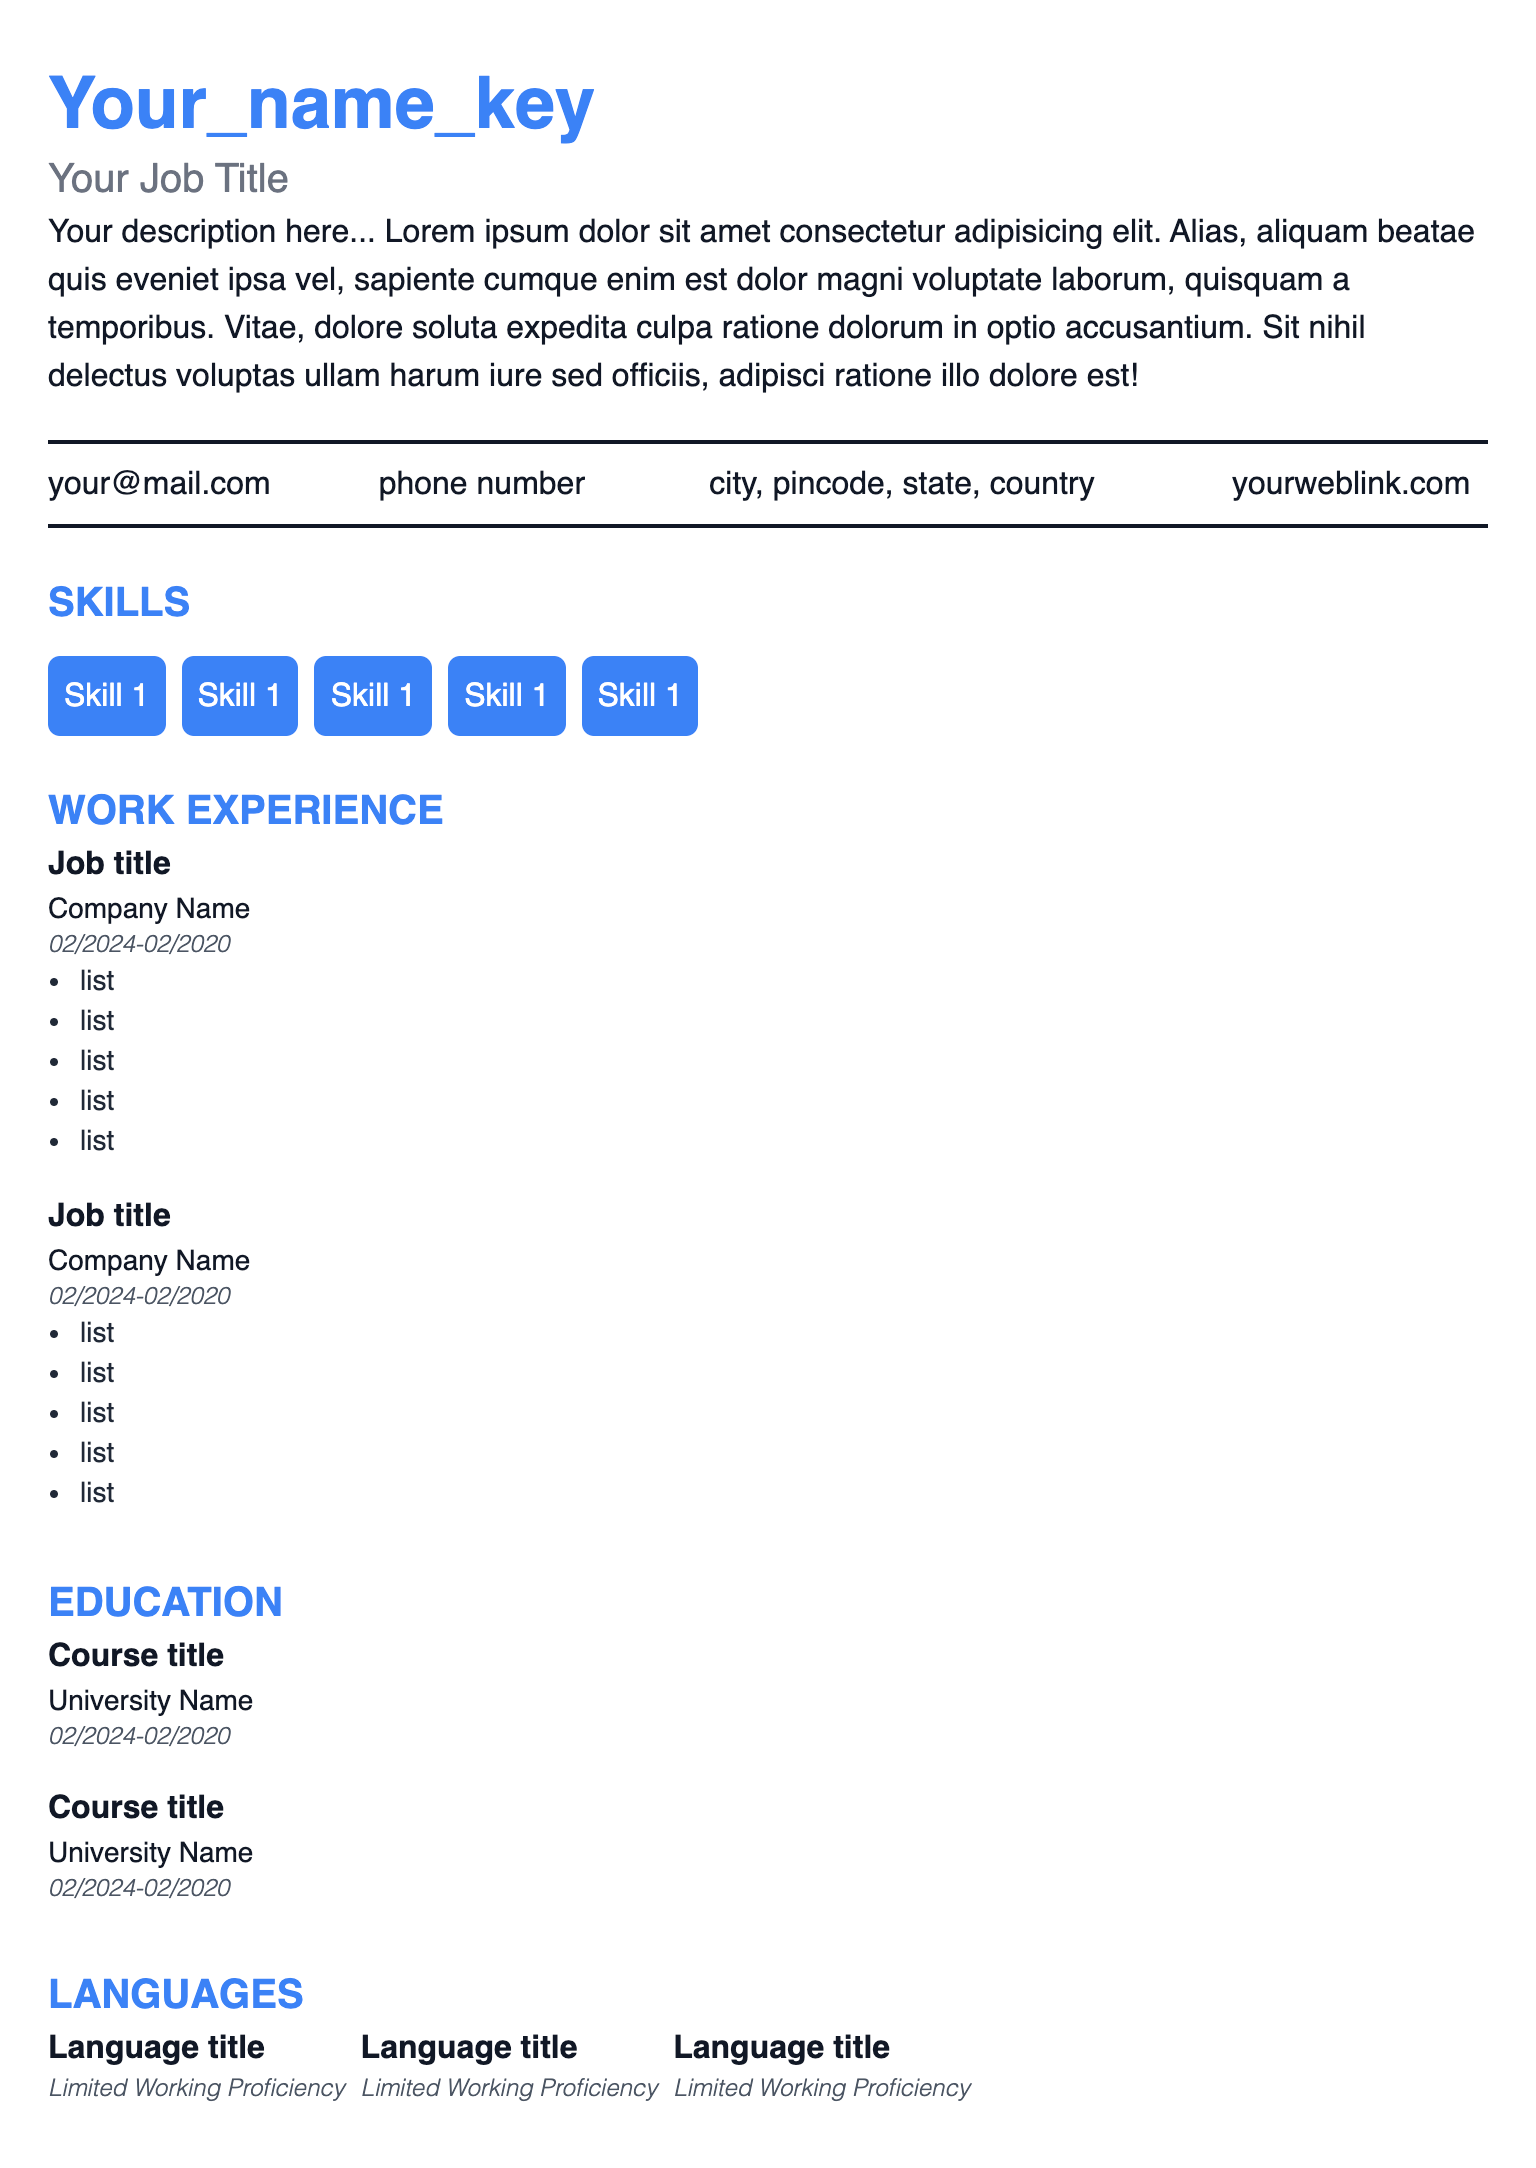 Your_name_key
Your Job Title
Your description here... Lorem ipsum dolor sit amet consectetur adipisicing elit. Alias, aliquam beatae
quis eveniet ipsa vel, sapiente cumque enim est dolor magni voluptate laborum, quisquam a
temporibus. Vitae, dolore soluta expedita culpa ratione dolorum in optio accusantium. Sit nihil
delectus voluptas ullam harum iure sed officiis, adipisci ratione illo dolore est!
your@mail.com phone number city, pincode, state, country yourweblink.com
SKILLS
Skill 1 Skill 1 Skill 1 Skill 1 Skill 1
WORK EXPERIENCE
Job title
Company Name
02/2024-02/2020
• list
• list
• list
• list
• list
Job title
Company Name
02/2024-02/2020
• list
• list
• list
• list
• list
EDUCATION
Course title
University Name
02/2024-02/2020
Course title
University Name
02/2024-02/2020
LANGUAGES
Language title Language title Language title
Limited Working Proficiency Limited Working Proficiency Limited Working Proficiency